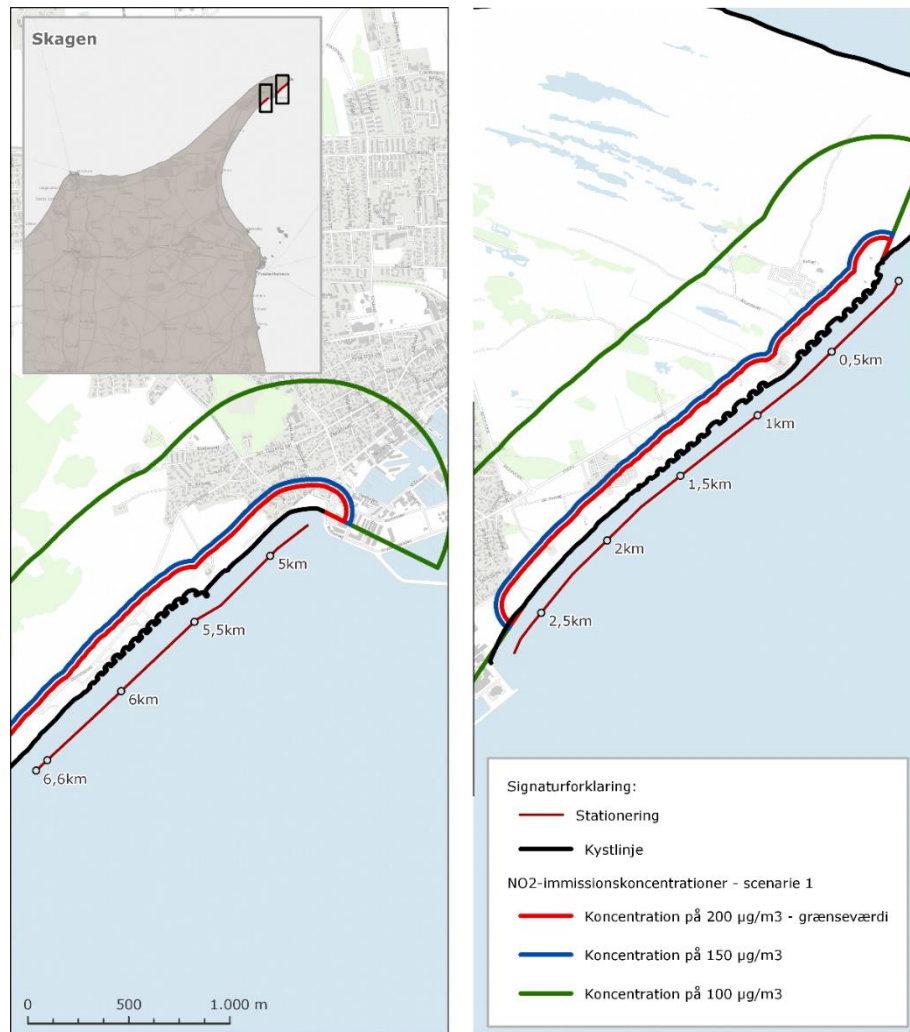 Skagen
5km
5,5km
6km
6,6km
0 500 1.000 m
0,5km
1km
1,5km
2km
2,5km
Signaturforklaring:
Stationering
Kystlinje
NO2-immissionskoncentrationer - scenarie 1
Koncentration på 200 µg/m3 - grænseværdi
Koncentration på 150 µg/m3
Koncentration på 100 µg/m3